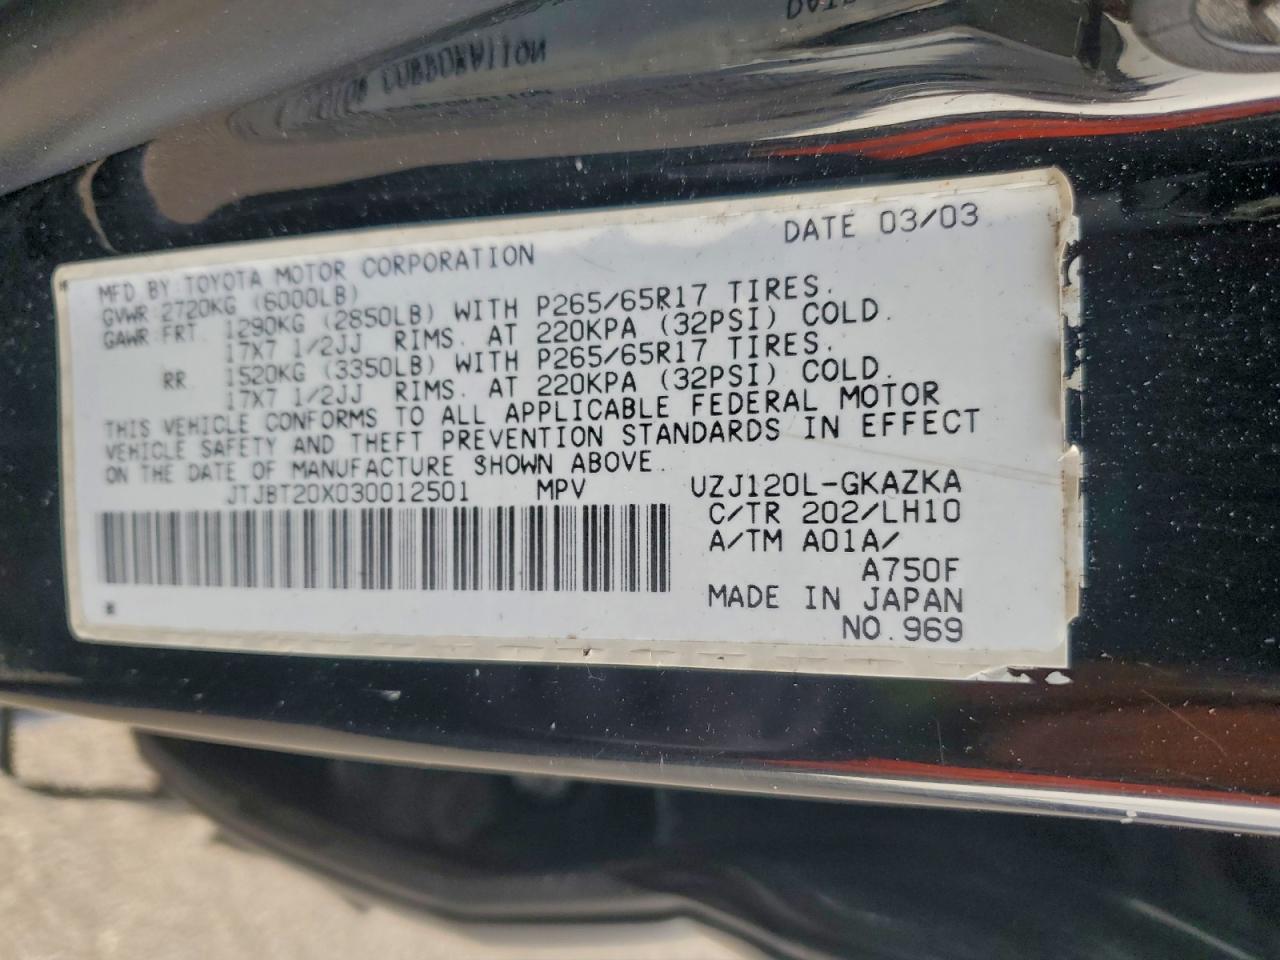 DATE 03/03
MFD BY: TOYOTA MOTOR CORPORATION
GVWR: 2720KG (6000LB)
GAWR FRT. 1290KG (2850LB) WITH P265/65R17 TIRES.
17X7 1/2JJ RIMS. AT 220KPA (32PSI) COLD.
RR. 1520KG (3350LB) WITH P265/65R17 TIRES.
17X7 1/2JJ RIMS. AT 220KPA (32PSI) COLD.
THIS VEHICLE CONFORMS TO ALL APPLICABLE FEDERAL MOTOR
VEHICLE SAFETY AND THEFT PREVENTION STANDARDS IN EFFECT
ON THE DATE OF MANUFACTURE SHOWN ABOVE.
JTJBT20X030012501 MPV UZJ120L-GKAZKA
C/TR 202/LH10
A/TM A01A/
A750F
MADE IN JAPAN
NO.969